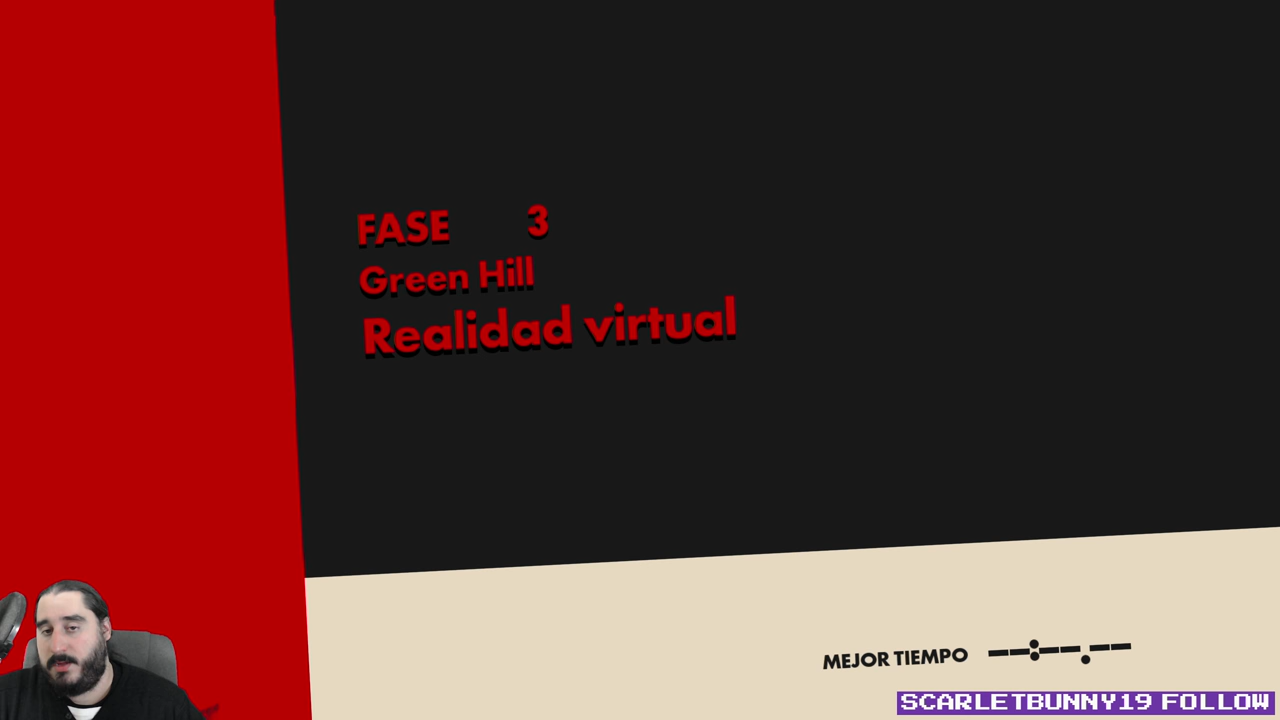 FASE 3
Green Hill
Realidad virtual
MEJOR TIEMPO --:--.--
SCARLETBUNNY19 FOLLOW